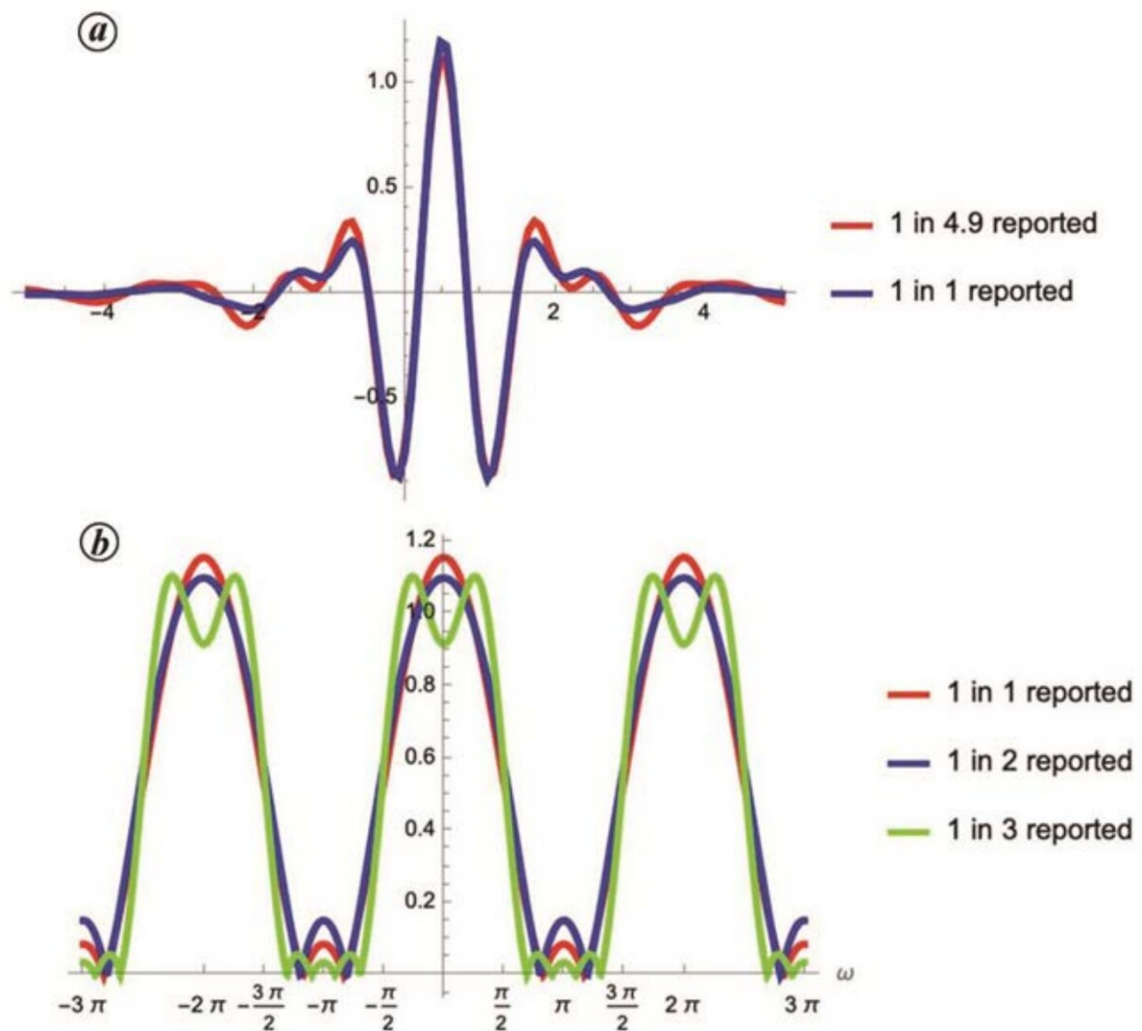 a
1.0
0.5
−4
−2
2
4
−0.5
1 in 4.9 reported
1 in 1 reported
b
1.2
1.0
0.8
0.6
0.4
0.2
ω
−3 π
−2 π
−3 π/2
−π
−π/2
π/2
π
3 π/2
2 π
3 π
1 in 1 reported
1 in 2 reported
1 in 3 reported